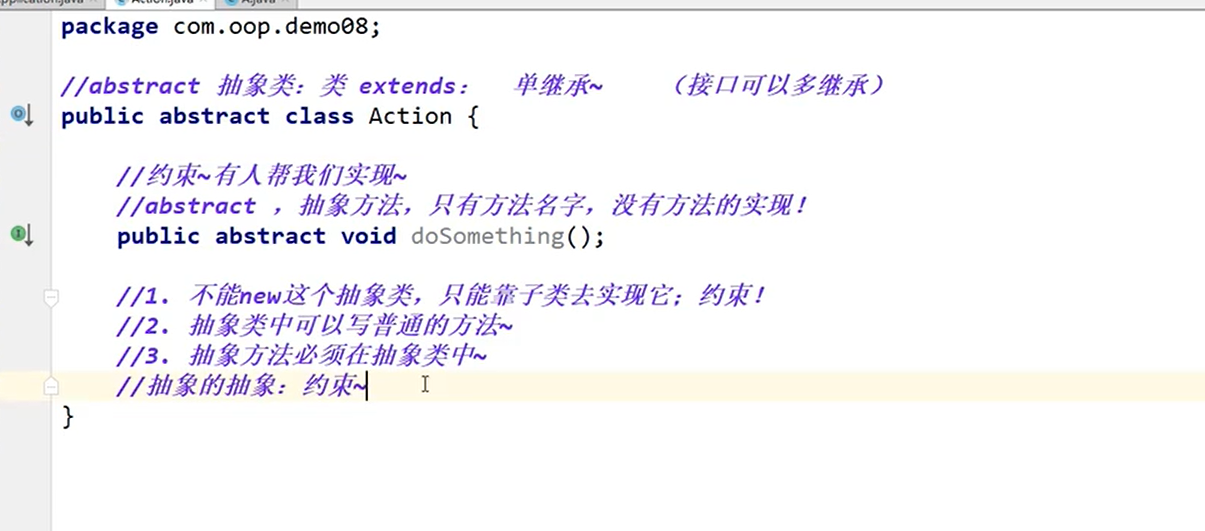 Action.java
A.java
package com.oop.demo08;
//abstract 抽象类：类 extends： 单继承~ （接口可以多继承）
public abstract class Action {
//约束~有人帮我们实现~
//abstract ，抽象方法，只有方法名字，没有方法的实现！
public abstract void doSomething();
//1. 不能new这个抽象类，只能靠子类去实现它；约束！
//2. 抽象类中可以写普通的方法~
//3. 抽象方法必须在抽象类中~
//抽象的抽象：约束~
}